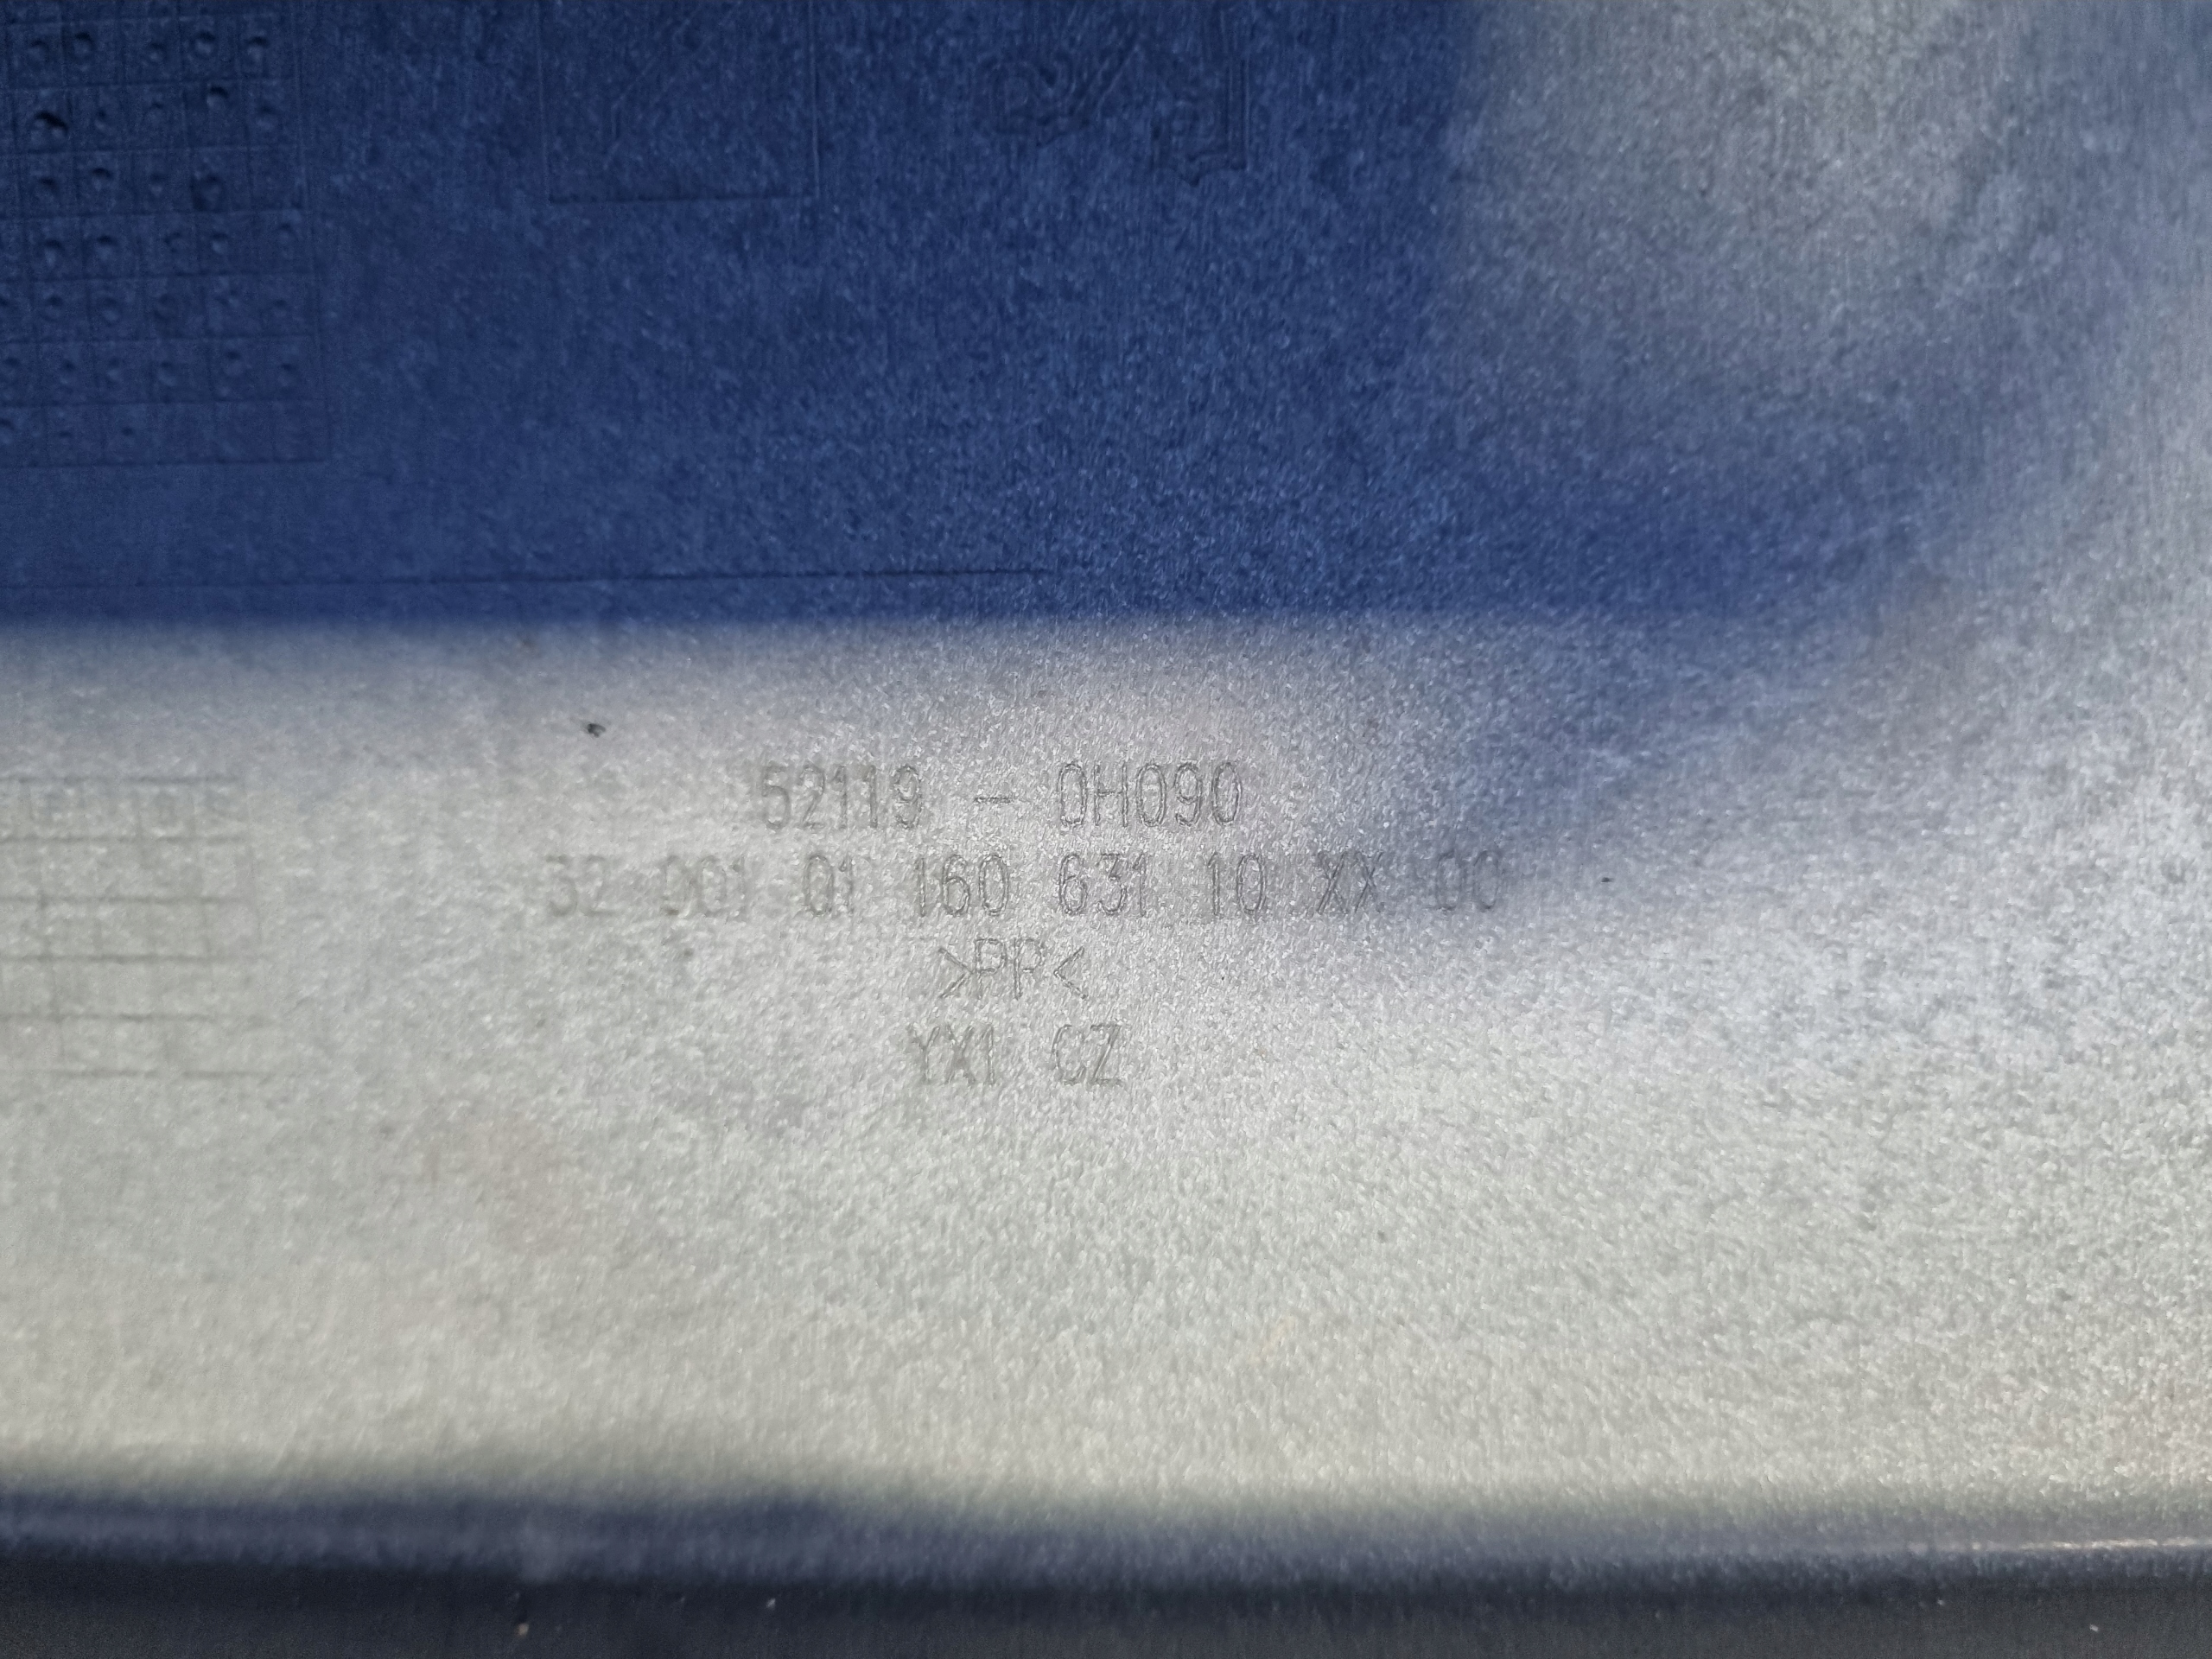 52119 - 0H090
32 001 01 160 631 10 XX 00
>PP<
YX1 CZ